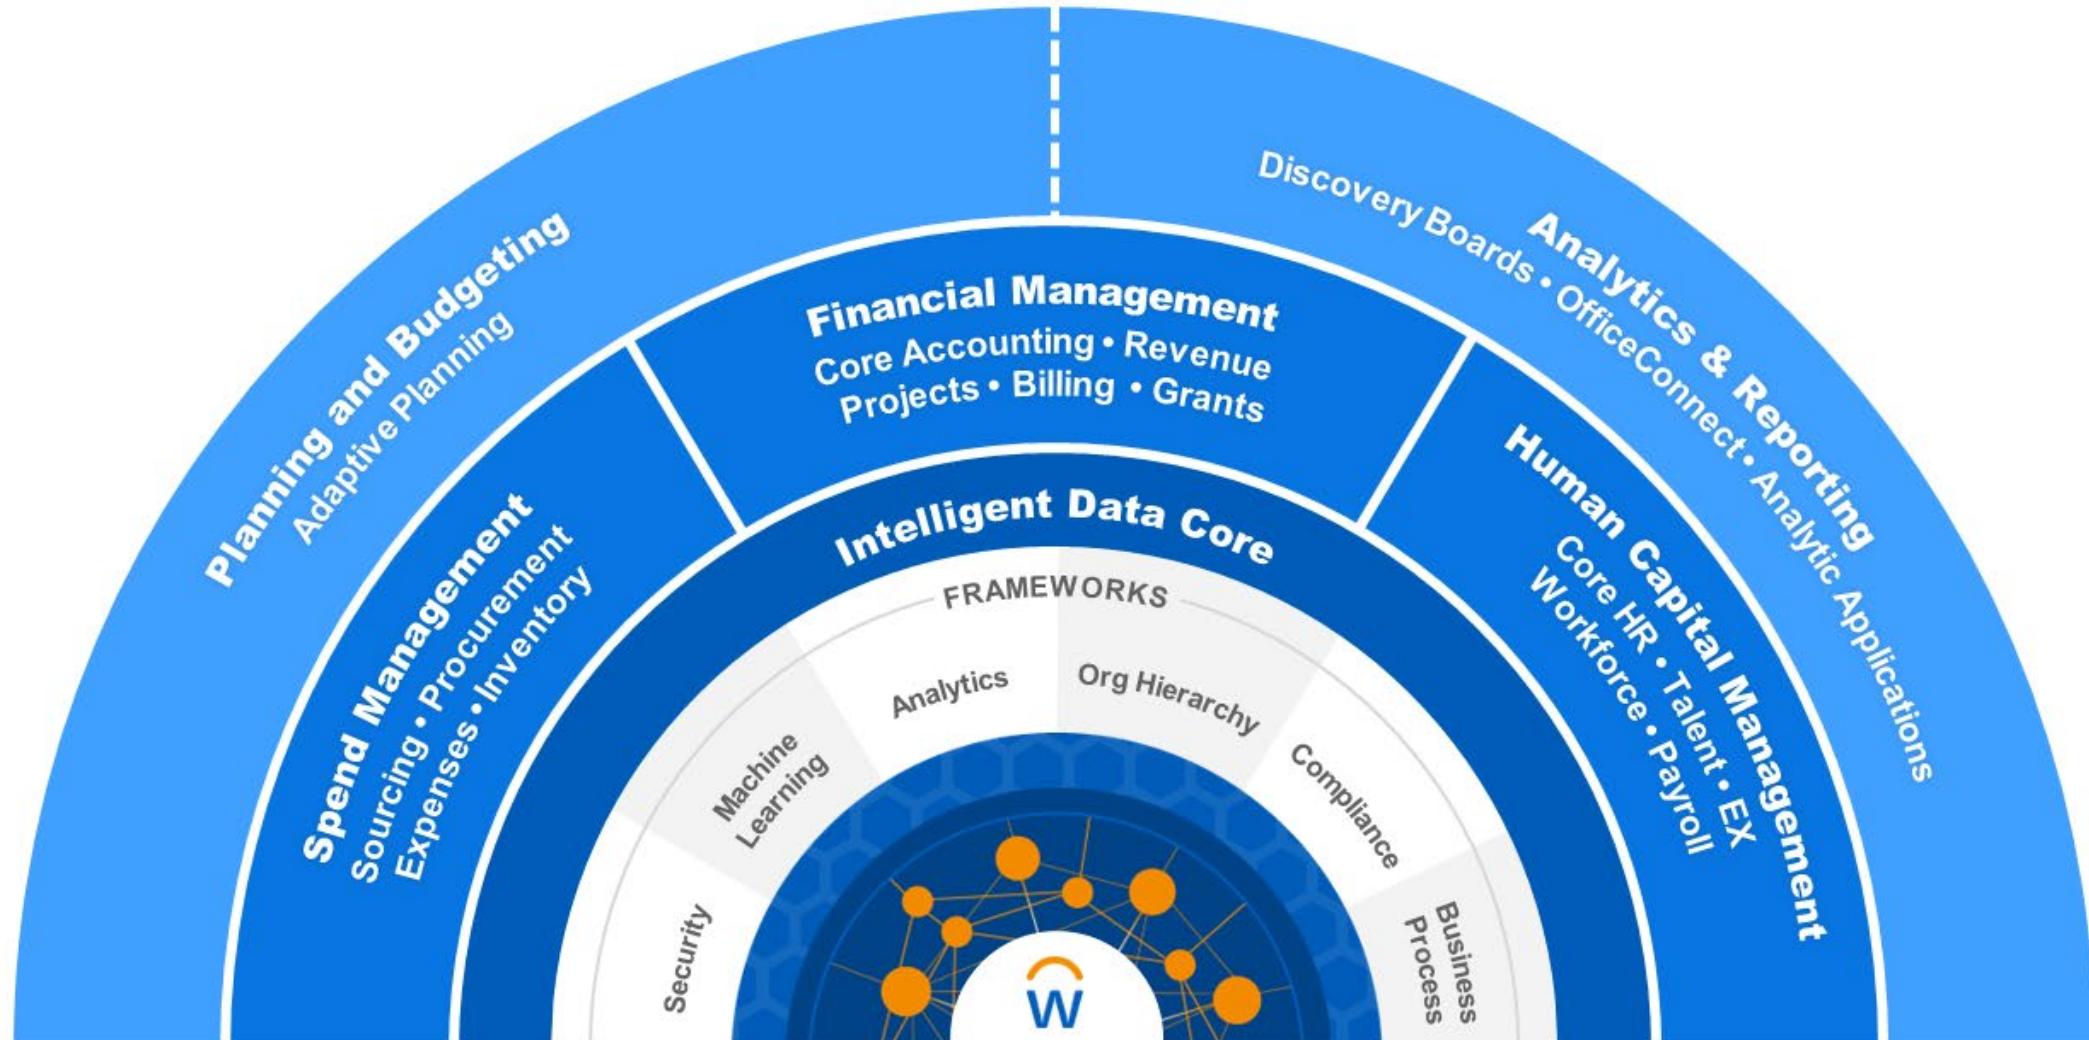 Planning and Budgeting
Adaptive Planning
Analytics & Reporting
Discovery Boards • OfficeConnect • Analytic Applications
Spend Management
Sourcing • Procurement
Expenses • Inventory
Financial Management
Core Accounting • Revenue
Projects • Billing • Grants
Human Capital Management
Core HR • Talent • EX
Workforce • Payroll
Intelligent Data Core
FRAMEWORKS
Security
Machine
Learning
Analytics
Org Hierarchy
Compliance
Business
Process
W